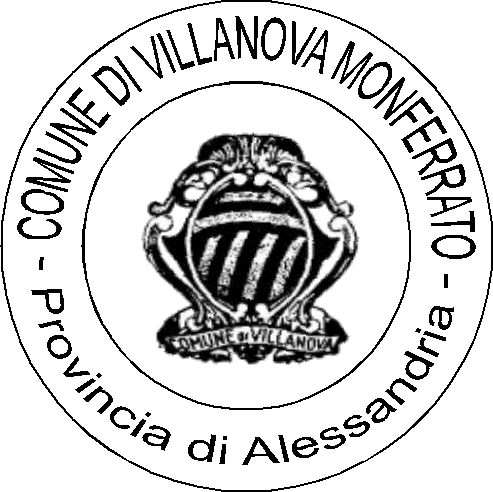 - COMUNE DI VILLANOVA MONFERRATO -
Provincia di Alessandria
COMUNE DI VILLANOVA